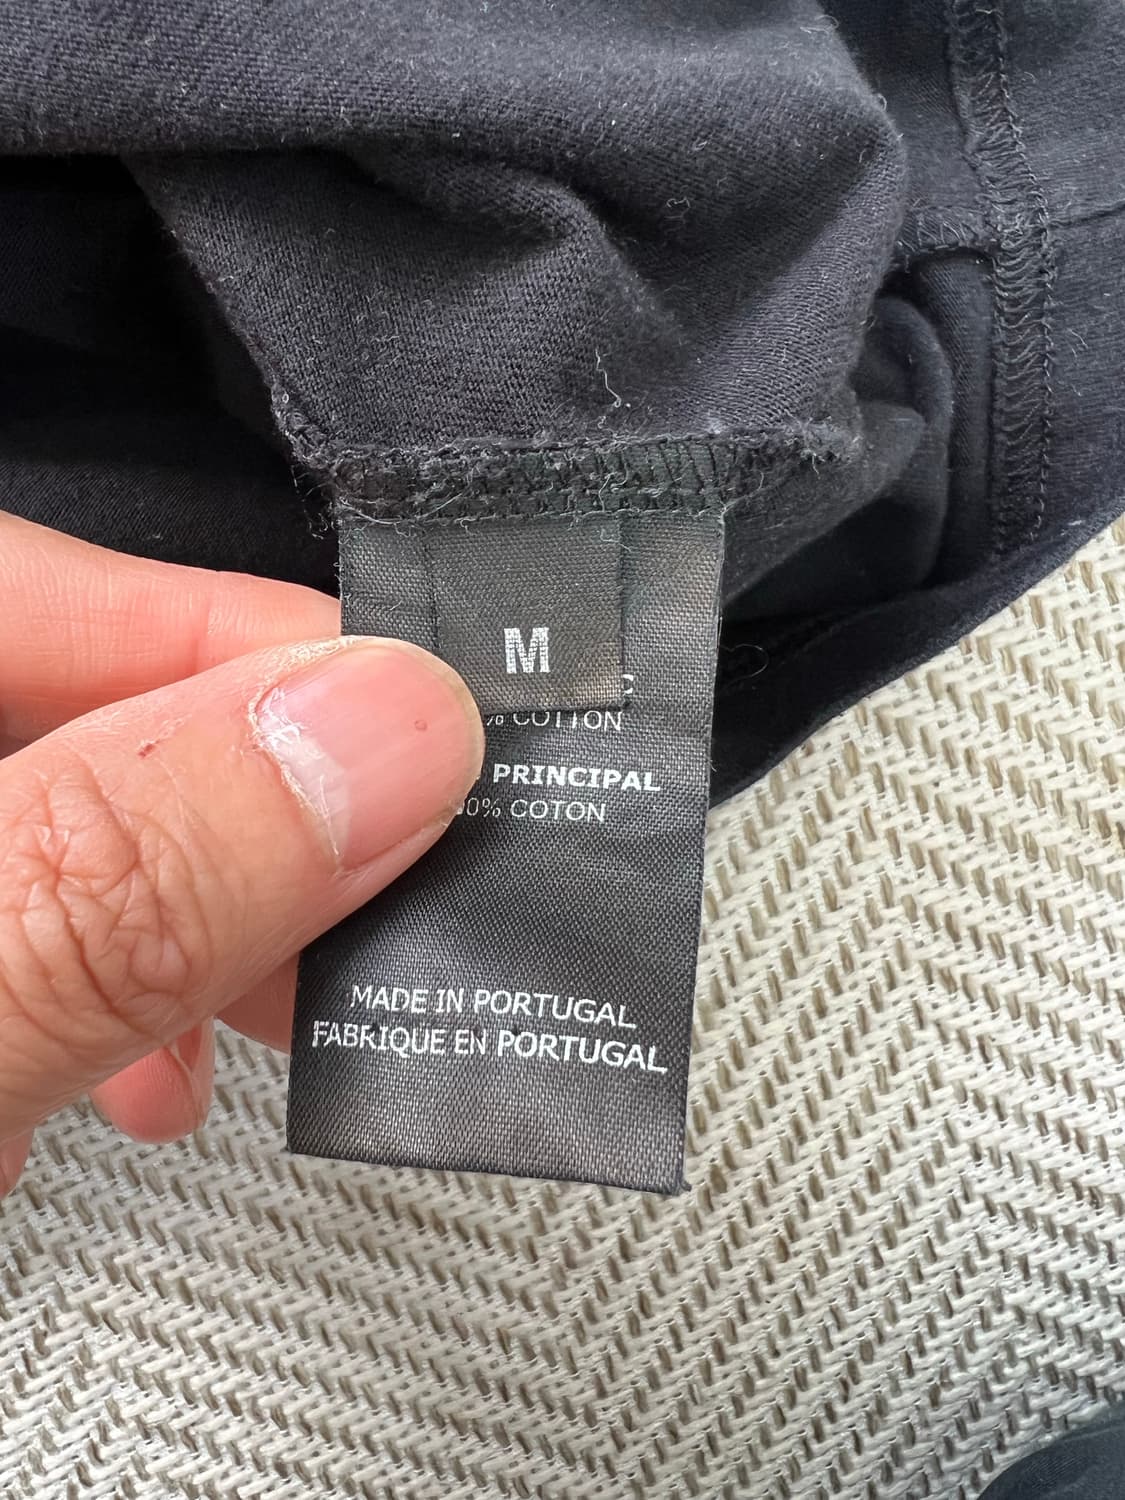 M
% COTTON
PRINCIPAL
0% COTON
MADE IN PORTUGAL
FABRIQUE EN PORTUGAL